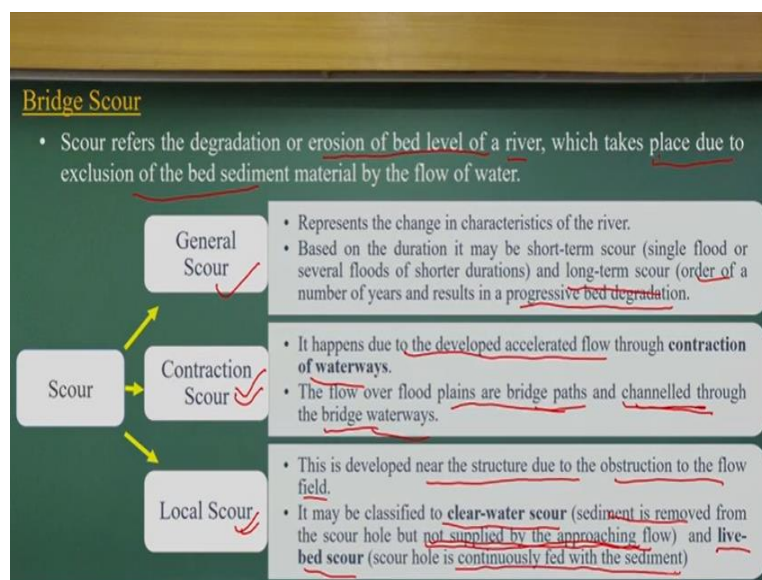 Bridge Scour
• Scour refers the degradation or erosion of bed level of a river, which takes place due to
exclusion of the bed sediment material by the flow of water.
General
Scour
• Represents the change in characteristics of the river.
• Based on the duration it may be short-term scour (single flood or
several floods of shorter durations) and long-term scour (order of a
number of years and results in a progressive bed degradation.
Scour
Contraction
Scour
• It happens due to the developed accelerated flow through contraction
of waterways.
• The flow over flood plains are bridge paths and channelled through
the bridge waterways.
Local Scour
• This is developed near the structure due to the obstruction to the flow
field.
• It may be classified to clear-water scour (sediment is removed from
the scour hole but not supplied by the approaching flow) and live-
bed scour (scour hole is continuously fed with the sediment)